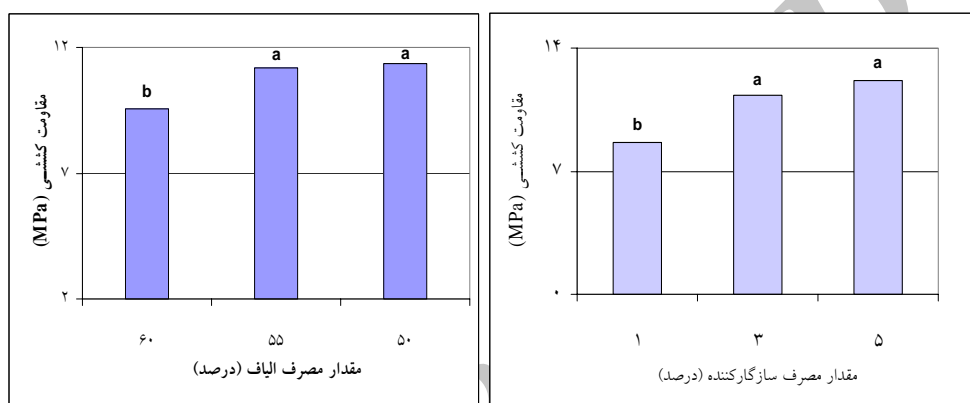 ۱۲
۷
۲
b
a
a
۶۰
۵۵
۵۰
مقاومت کششی (MPa)
مقدار مصرف الیاف (درصد)
۱۴
۷
۰
b
a
a
۱
۳
۵
مقاومت کششی (MPa)
مقدار مصرف سازگارکننده (درصد)